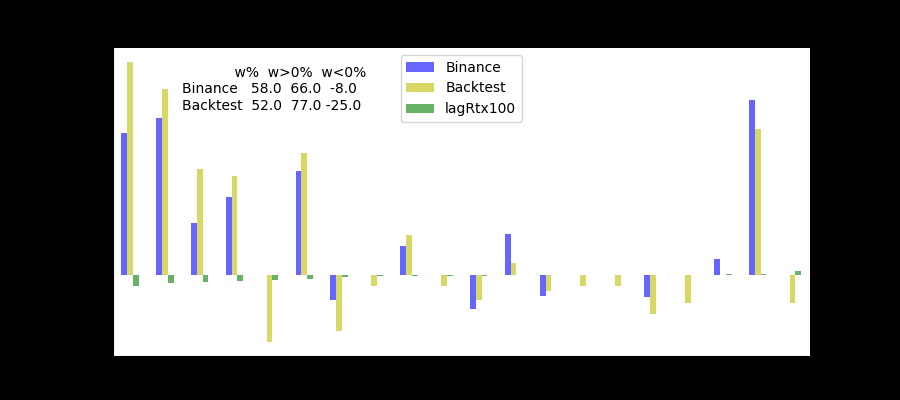 w%  w>0%  w<0%
Binance   58.0  66.0  -8.0
Backtest  52.0  77.0 -25.0
Binance
Backtest
lagRtx100